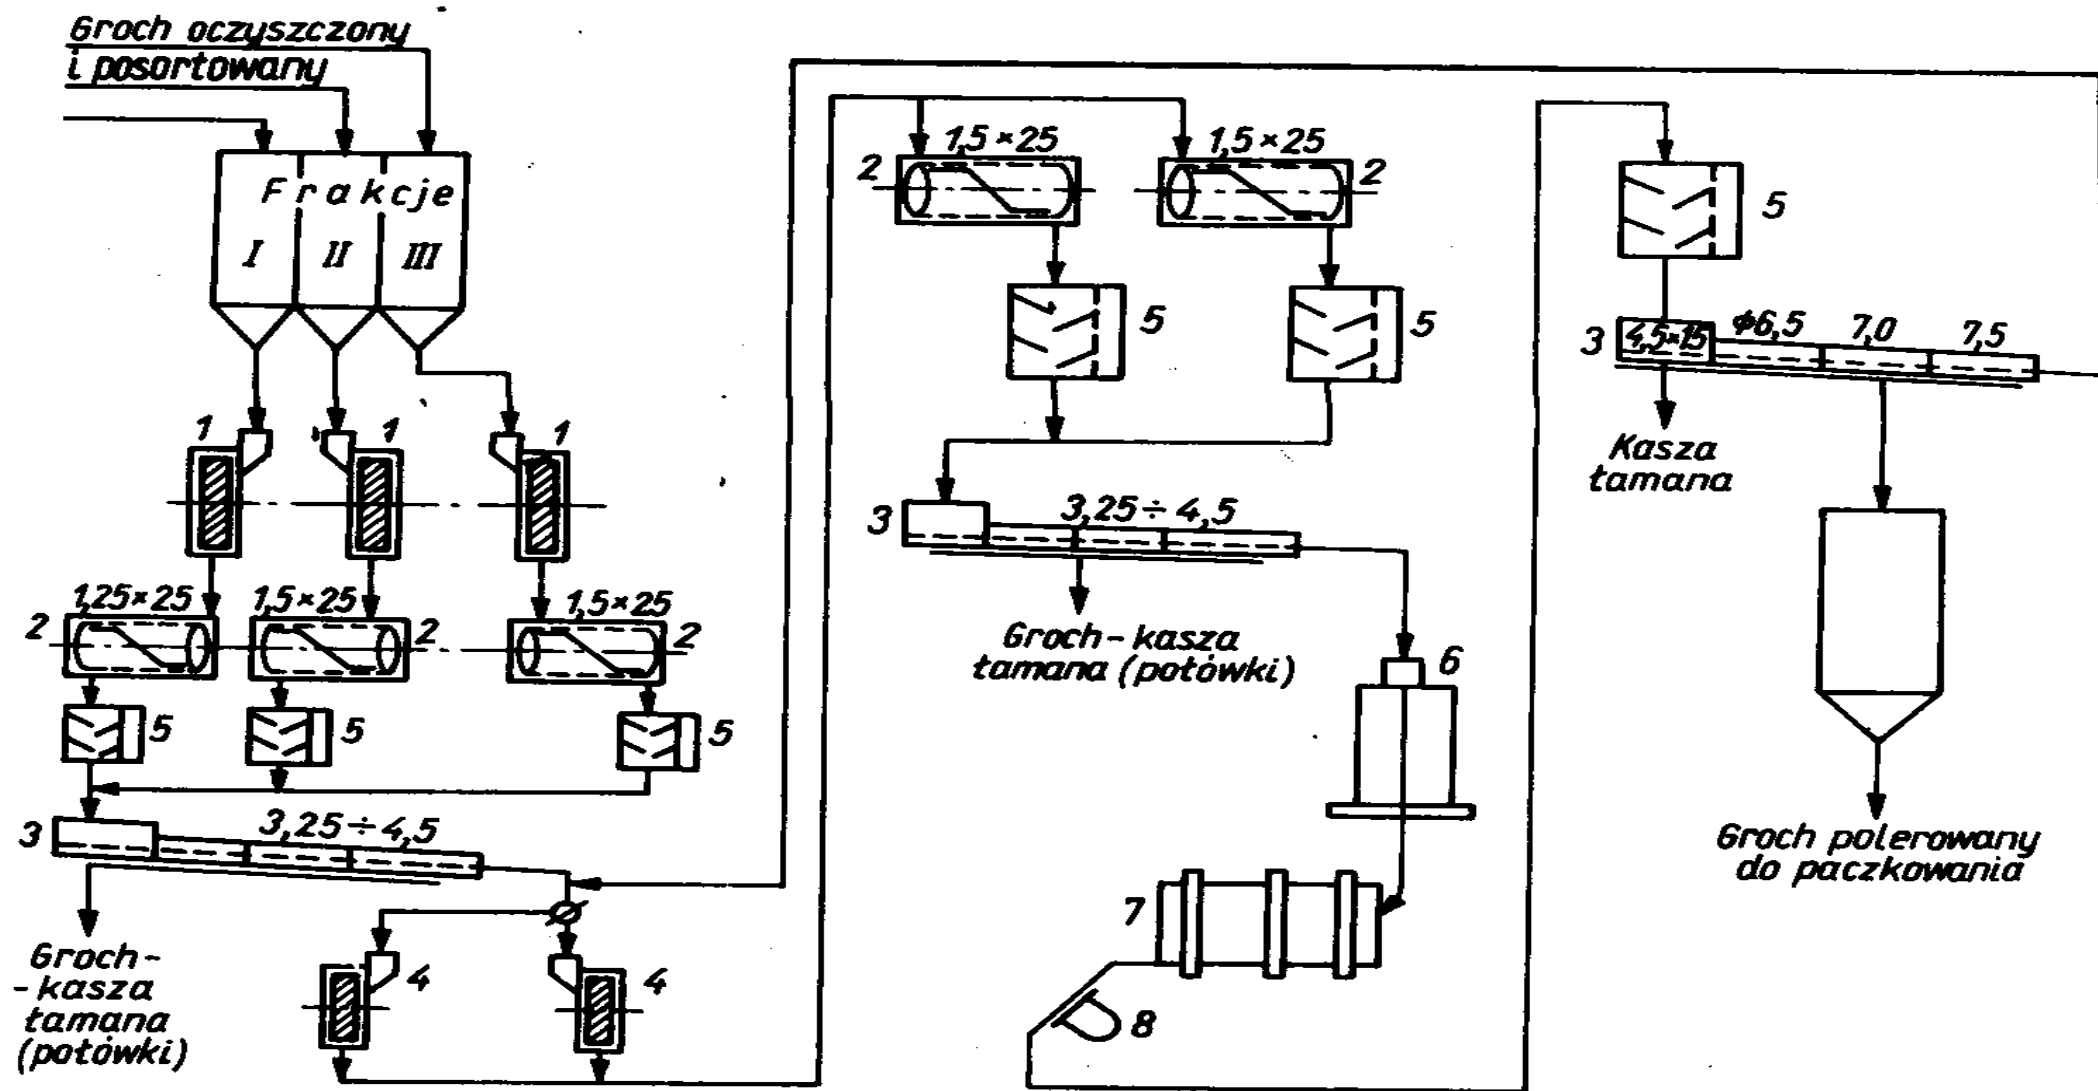 Groch oczyszczony
i posortowany
Frakcje
I II III
1 1 1
1,25×25 1,5×25 1,5×25
2 2 2
5 5 5
3 3,25÷4,5
Groch-
-kasza
łamana
(połówki)
4 4
1,5×25 1,5×25
2 2
5 5
3 3,25÷4,5
Groch-kasza
łamana (połówki)
6
7
8
5
3 4,5×15 ϕ6,5 7,0 7,5
Kasza
łamana
Groch polerowany
do paczkowania